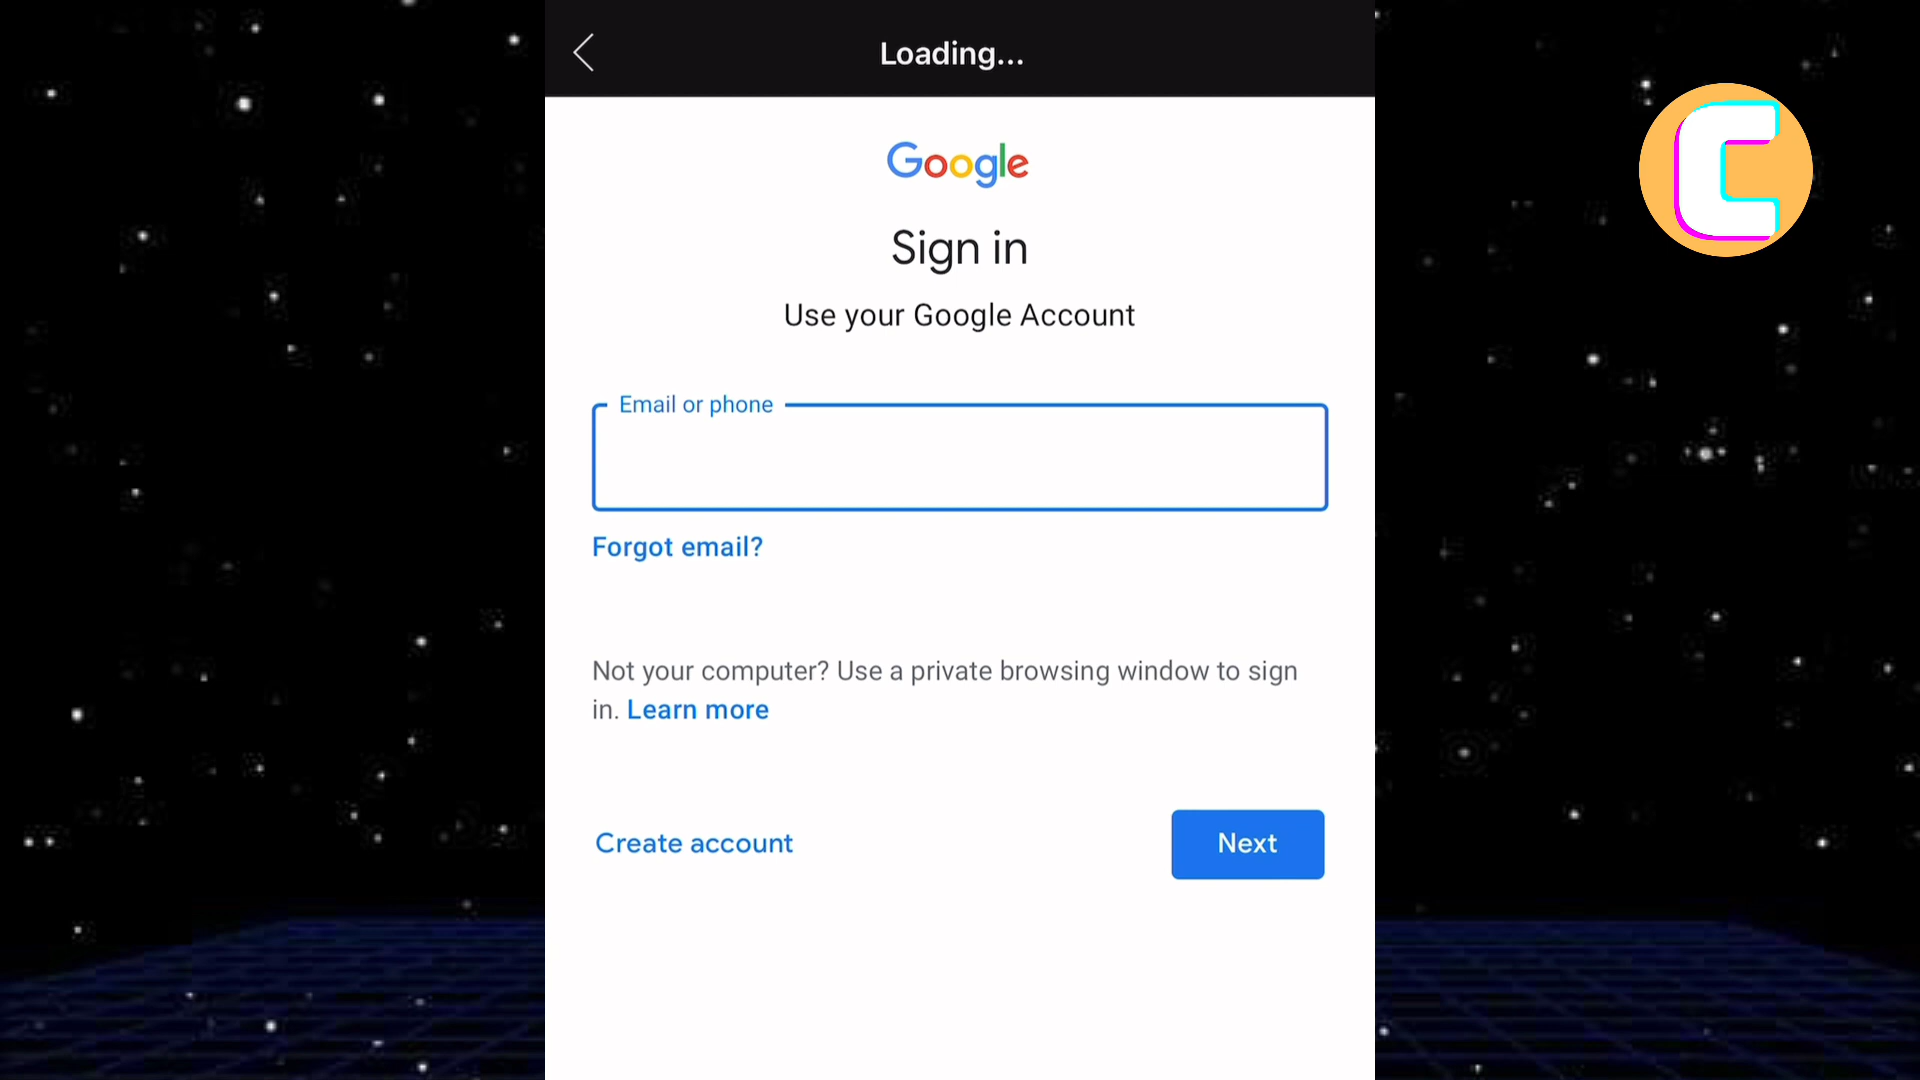 Loading...
Google
Sign in
Use your Google Account
Email or phone
Forgot email?
Not your computer? Use a private browsing window to sign
in. Learn more
Create account
Next
C